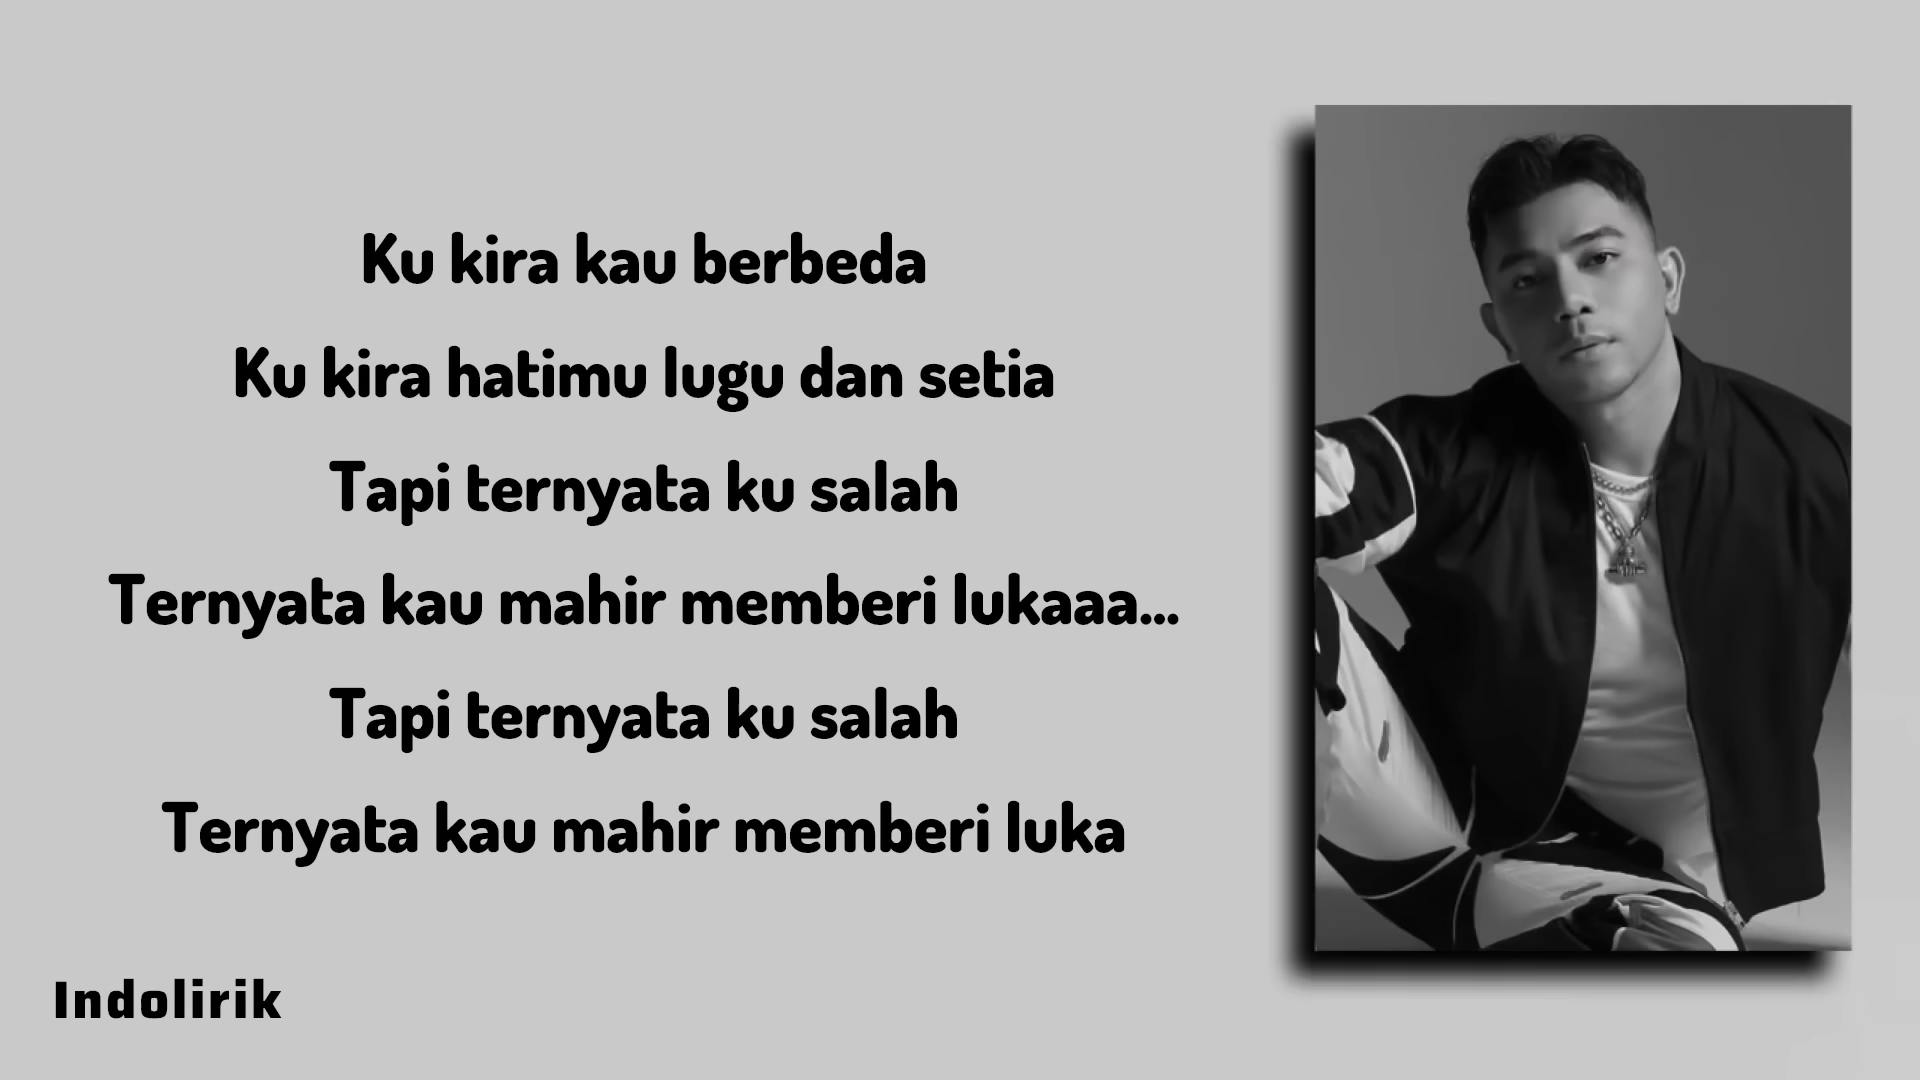 Ku kira kau berbeda
Ku kira hatimu lugu dan setia
Tapi ternyata ku salah
Ternyata kau mahir memberi lukaaa...
Tapi ternyata ku salah
Ternyata kau mahir memberi luka
Indolirik